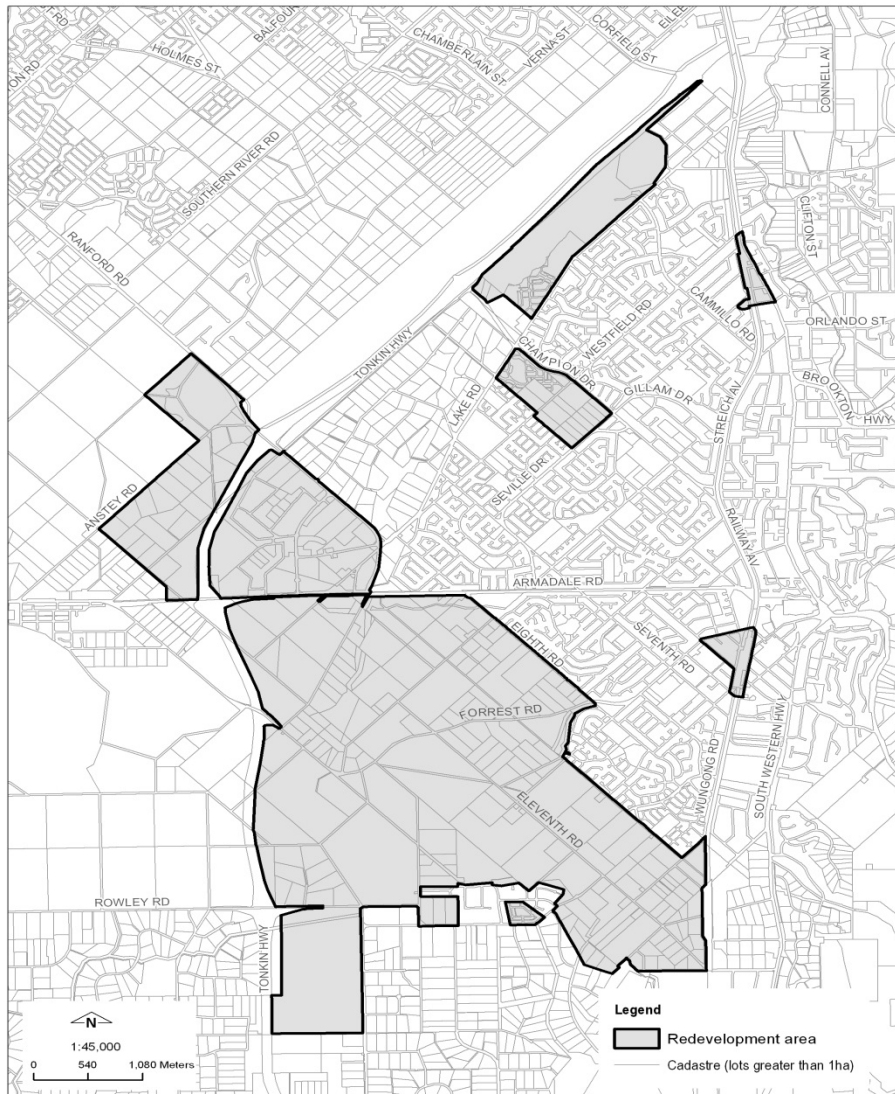 HOLMES ST
BALFOUR
CHAMBERLAIN ST
VERNA ST
CORFIELD ST
CONNELL AV
SOUTHERN RIVER RD
RANFORD RD
CLIFTON ST
TONKIN HWY
WESTFIELD RD
CAMMILLO RD
ORLANDO ST
CHAMPION DR
LAKE RD
GILLAM DR
STREICH AV
BROOKTON
HWY
SEVILLE DR
ANSTEY RD
RAILWAY AV
ARMADALE RD
EIGHTH RD
SEVENTH RD
FORREST RD
WUNGONG RD
SOUTH WESTERN HWY
ELEVENTH RD
ROWLEY RD
TONKIN HWY
N
1:45,000
0 540 1,080 Meters
Legend
Redevelopment area
Cadastre (lots greater than 1ha)